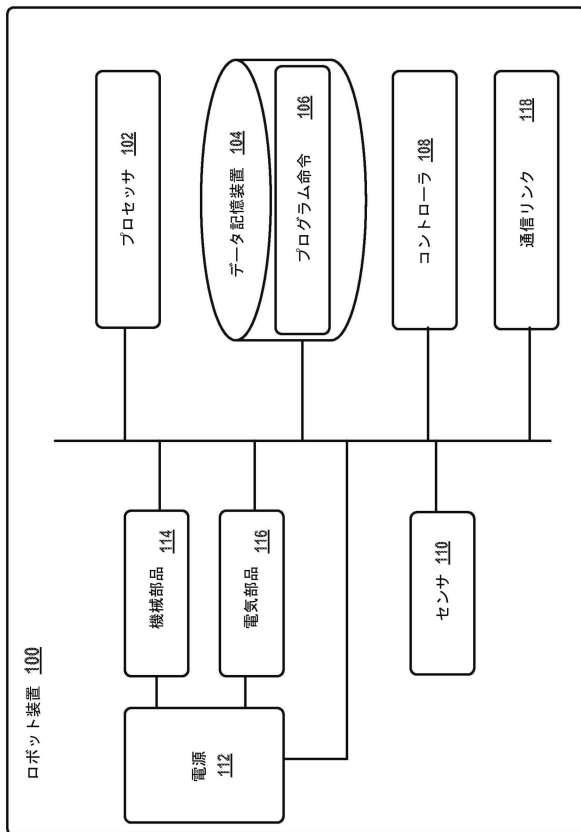 ロボット装置 100
電源
112
機械部品
114
電気部品
116
センサ 110
プロセッサ
102
データ記憶装置 104
プログラム命令
106
コントローラ
108
通信リンク
118